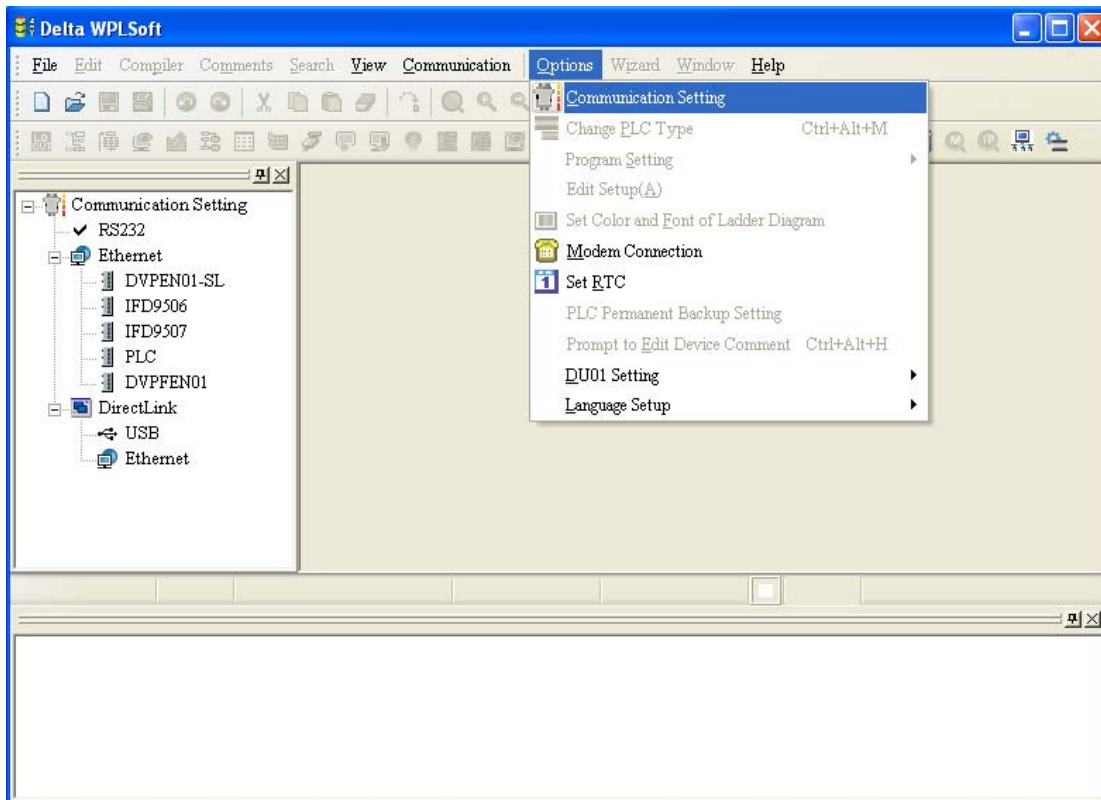 Delta WPLSoft
File Edit Compiler Comments Search View Communication Options Wizard Window Help
Communication Setting
Change PLC Type Ctrl+Alt+M
Program Setting
Edit Setup(A)
Set Color and Font of Ladder Diagram
Modem Connection
1 Set RTC
PLC Permanent Backup Setting
Prompt to Edit Device Comment Ctrl+Alt+H
DU01 Setting
Language Setup
Communication Setting
RS232
Ethernet
DVPEN01-SL
IFD9506
IFD9507
PLC
DVPFEN01
DirectLink
USB
Ethernet